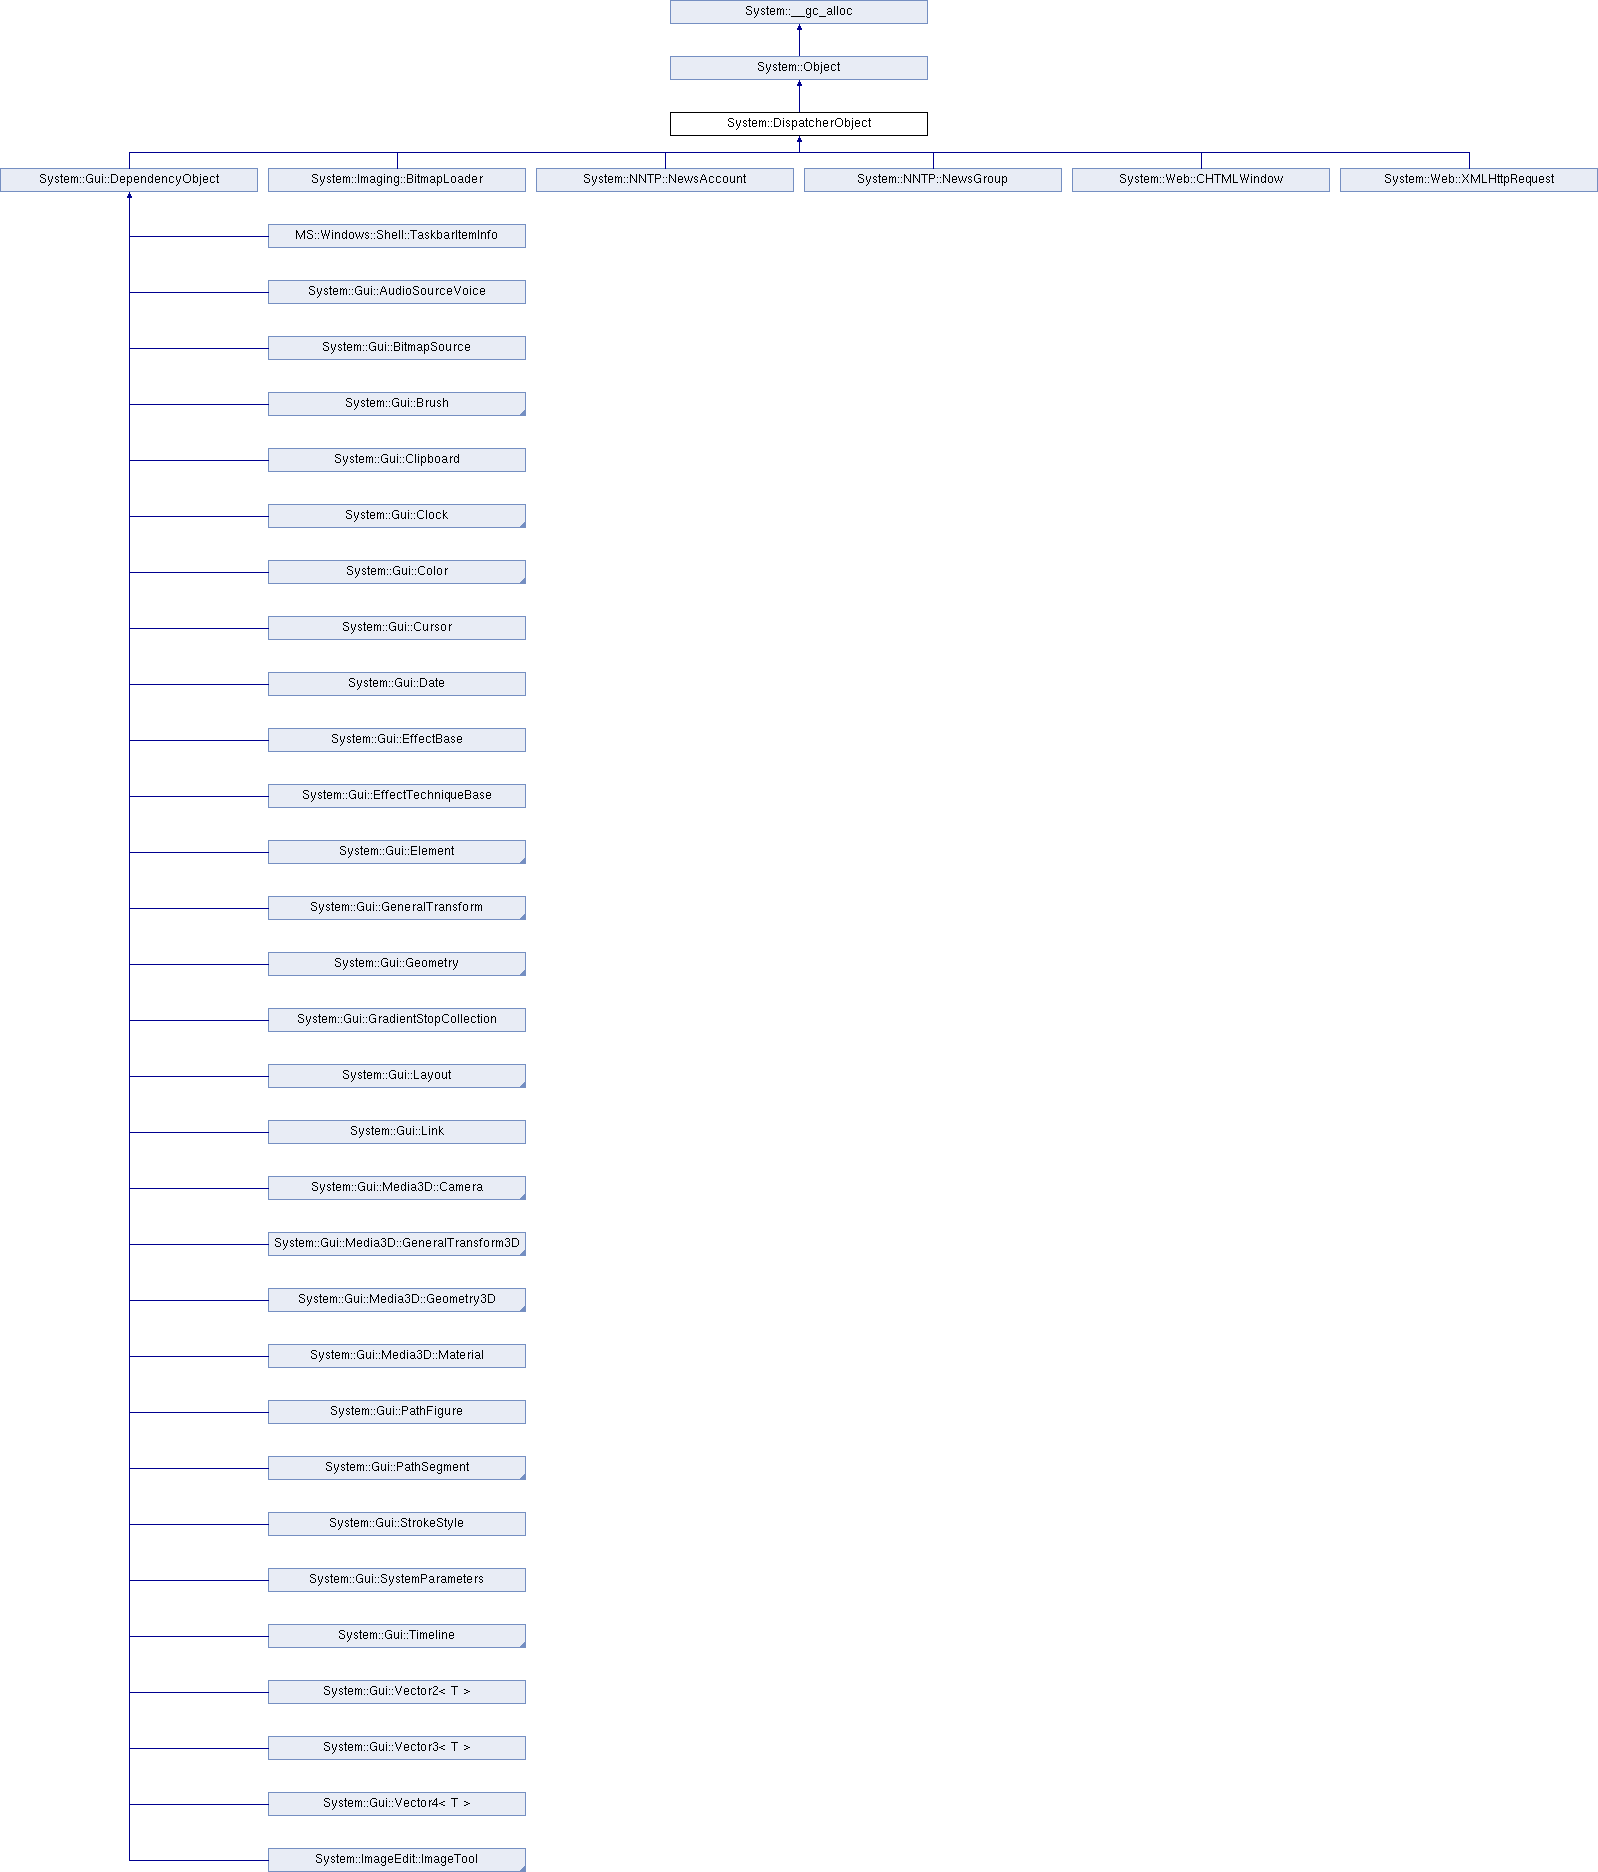 System::__gc_alloc
System::Object
System::DispatcherObject
System::Gui::DependencyObject
System::Imaging::BitmapLoader
System::NNTP::NewsAccount
System::NNTP::NewsGroup
System::Web::CHTMLWindow
System::Web::XMLHttpRequest
MS::Windows::Shell::TaskbarItemInfo
System::Gui::AudioSourceVoice
System::Gui::BitmapSource
System::Gui::Brush
System::Gui::Clipboard
System::Gui::Clock
System::Gui::Color
System::Gui::Cursor
System::Gui::Date
System::Gui::EffectBase
System::Gui::EffectTechniqueBase
System::Gui::Element
System::Gui::GeneralTransform
System::Gui::Geometry
System::Gui::GradientStopCollection
System::Gui::Layout
System::Gui::Link
System::Gui::Media3D::Camera
System::Gui::Media3D::GeneralTransform3D
System::Gui::Media3D::Geometry3D
System::Gui::Media3D::Material
System::Gui::PathFigure
System::Gui::PathSegment
System::Gui::StrokeStyle
System::Gui::SystemParameters
System::Gui::Timeline
System::Gui::Vector2< T >
System::Gui::Vector3< T >
System::Gui::Vector4< T >
System::ImageEdit::ImageTool